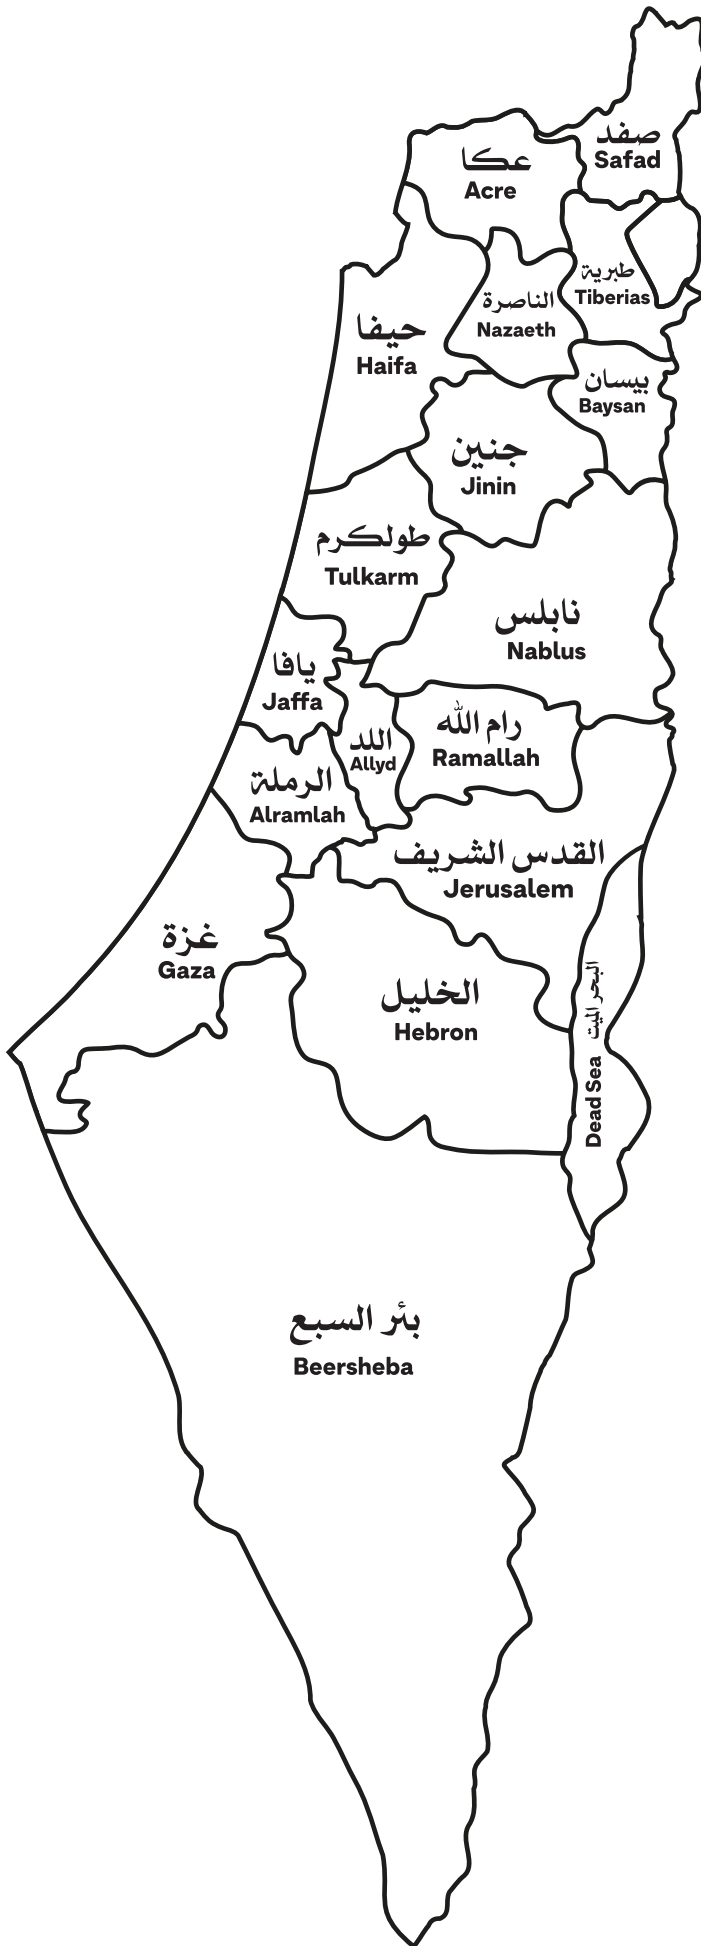 صفد
Safad
عكا
Acre
طبرية
Tiberias
الناصرة
Nazaeth
حيفا
Haifa
بيسان
Baysan
جنين
Jinin
طولكرم
Tulkarm
نابلس
Nablus
يافا
Jaffa
اللد
Allyd
رام الله
Ramallah
الرملة
Alramlah
القدس الشريف
Jerusalem
غزة
Gaza
الخليل
Hebron
البحر الميت
Dead Sea
بئر السبع
Beersheba